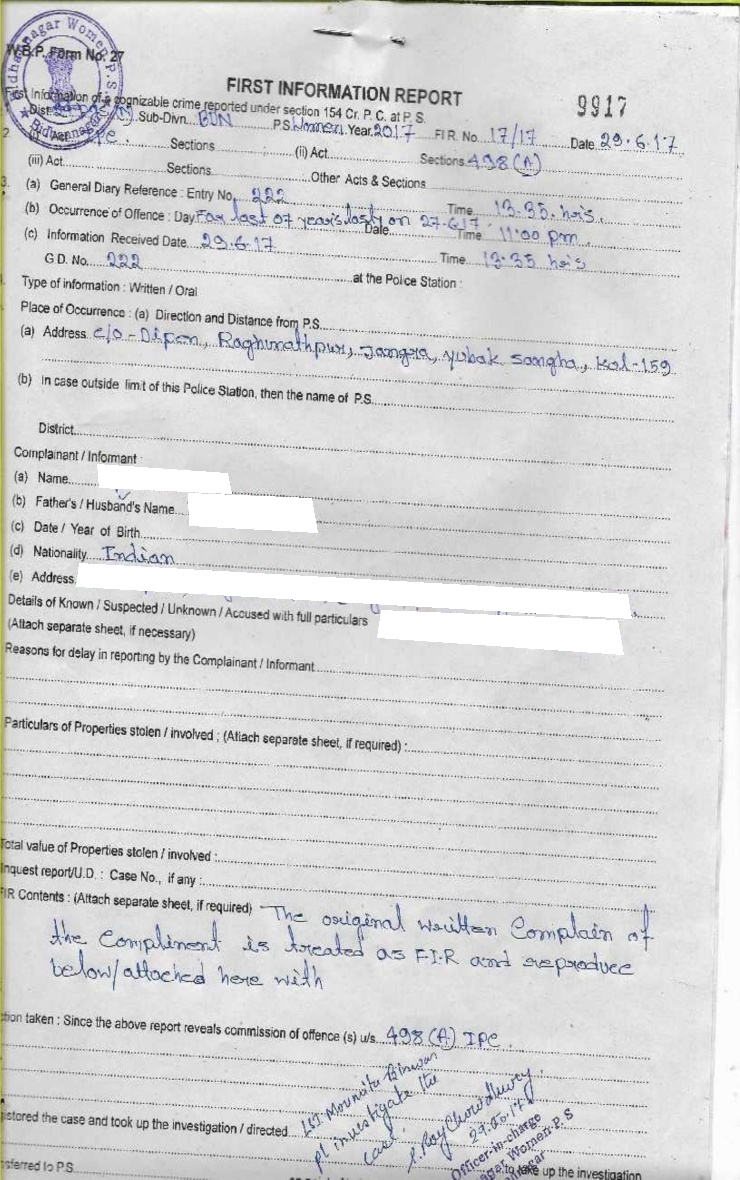 W.B.P. Form No. 27
Bidhannagar Women P.S.
★ Bidhannagar
FIRST INFORMATION REPORT
9917
First Information of a cognizable crime reported under section 154 Cr. P. C. at P. S.
Dist. Sub-Divn. BDN P.S. Women Year 2017 FIR. No. 17/17 Date 29.6.17
2. (i) IPC Sections (ii) Act Sections 498(A)
(iii) Act Sections Other Acts & Sections
3. (a) General Diary Reference : Entry No. 222 Time 13.35.hrs.
(b) Occurrence of Offence : Day For last 07 years lastly on 27.6.17 Date Time 11:00 pm
(c) Information Received Date 29.6.17
G.D. No. 222 Time 13.35 hrs
at the Police Station :
Type of information : Written / Oral
Place of Occurrence : (a) Direction and Distance from P.S.
(a) Address c/o - Dipon, Raghunathpur, Jangra, yubak sangha, Kol-159
(b) In case outside limit of this Police Station, then the name of P.S.
District
Complainant / Informant :
(a) Name
(b) Father's / Husband's Name
(c) Date / Year of Birth
(d) Nationality Indian
(e) Address
Details of Known / Suspected / Unknown / Accused with full particulars
(Attach separate sheet, if necessary)
Reasons for delay in reporting by the Complainant / Informant
Particulars of Properties stolen / involved ; (Attach separate sheet, if required) :
Total value of Properties stolen / involved :
Inquest report/U.D. : Case No., if any :
FIR Contents : (Attach separate sheet, if required) The original written Complain of
the Compliment is treated as F.I.R and reproduce
below/attached here with
tion taken : Since the above report reveals commission of offence (s) u/s. 498(A) IPC.
LSI Moumita Biswas
pl investigate the
case.
S. Roy Chowdhury
29.06.17
Officer-in-charge
nagar Women P.S
stored the case and took up the investigation / directed
to take up the investigation
sferred to P.S.